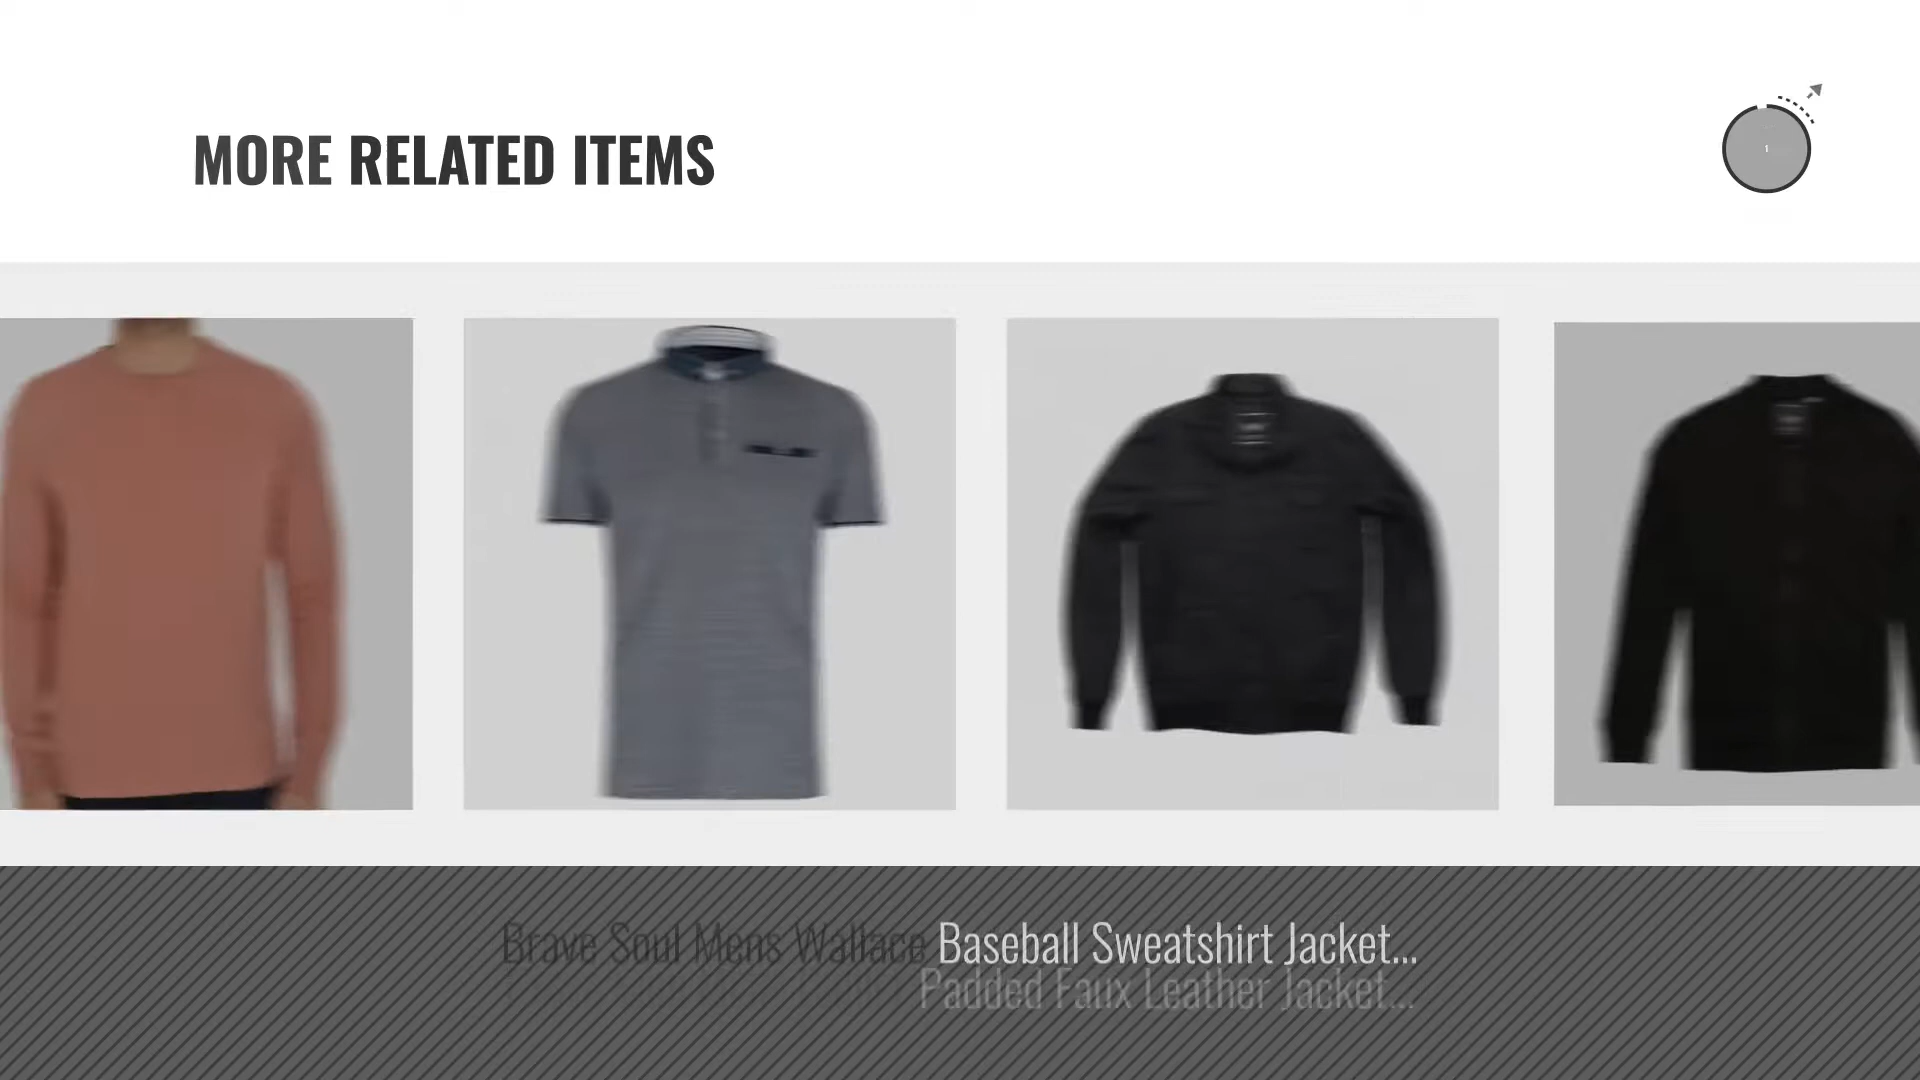 MORE RELATED ITEMS
Brave Soul Mens Wallace Baseball Sweatshirt Jacket...
Padded Faux Leather Jacket...